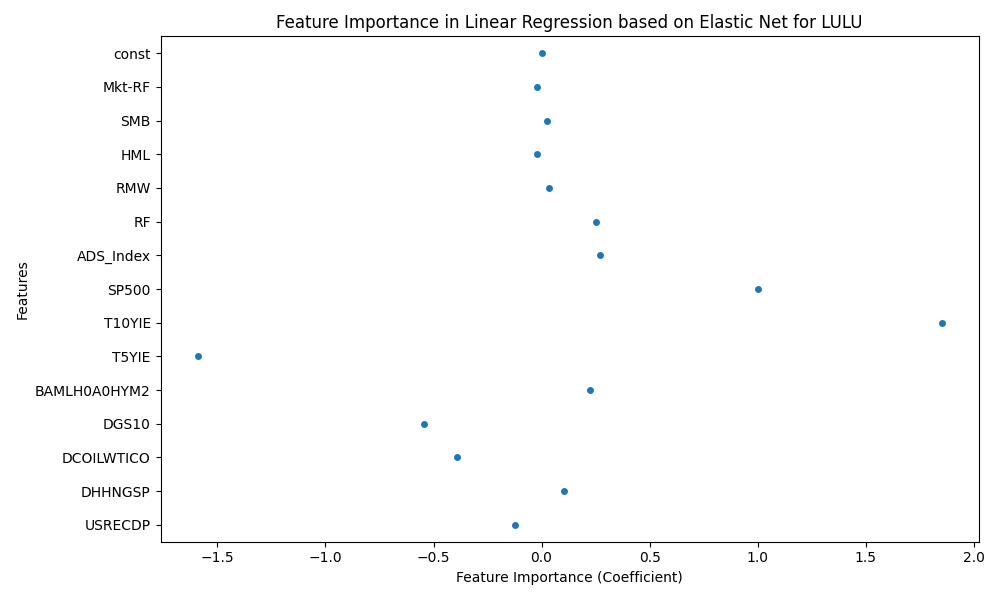 Feature Importance in Linear Regression based on Elastic Net for LULU
const
Mkt-RF
SMB
HML
RMW
RF
ADS_Index
SP500
T10YIE
T5YIE
BAMLH0A0HYM2
DGS10
DCOILWTICO
DHHNGSP
USRECDP
Features
−1.5 −1.0 −0.5 0.0 0.5 1.0 1.5 2.0
Feature Importance (Coefficient)